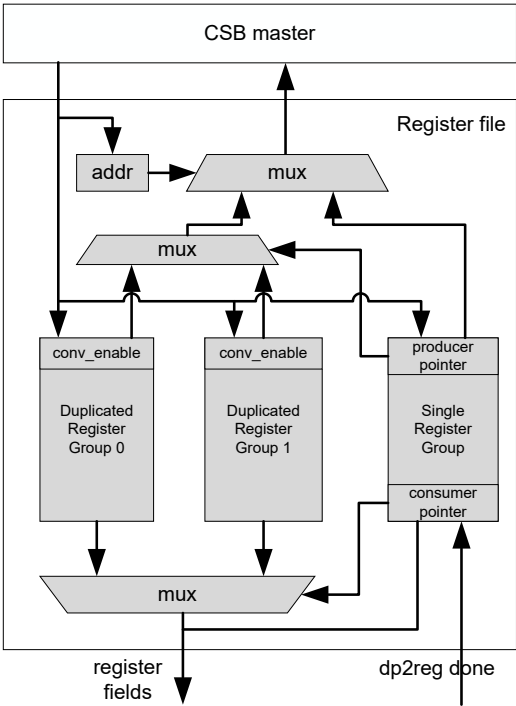 CSB master
Register file
addr
mux
mux
conv_enable
conv_enable
producer
pointer
Duplicated
Register
Group 0
Duplicated
Register
Group 1
Single
Register
Group
consumer
pointer
mux
register
fields
dp2reg done